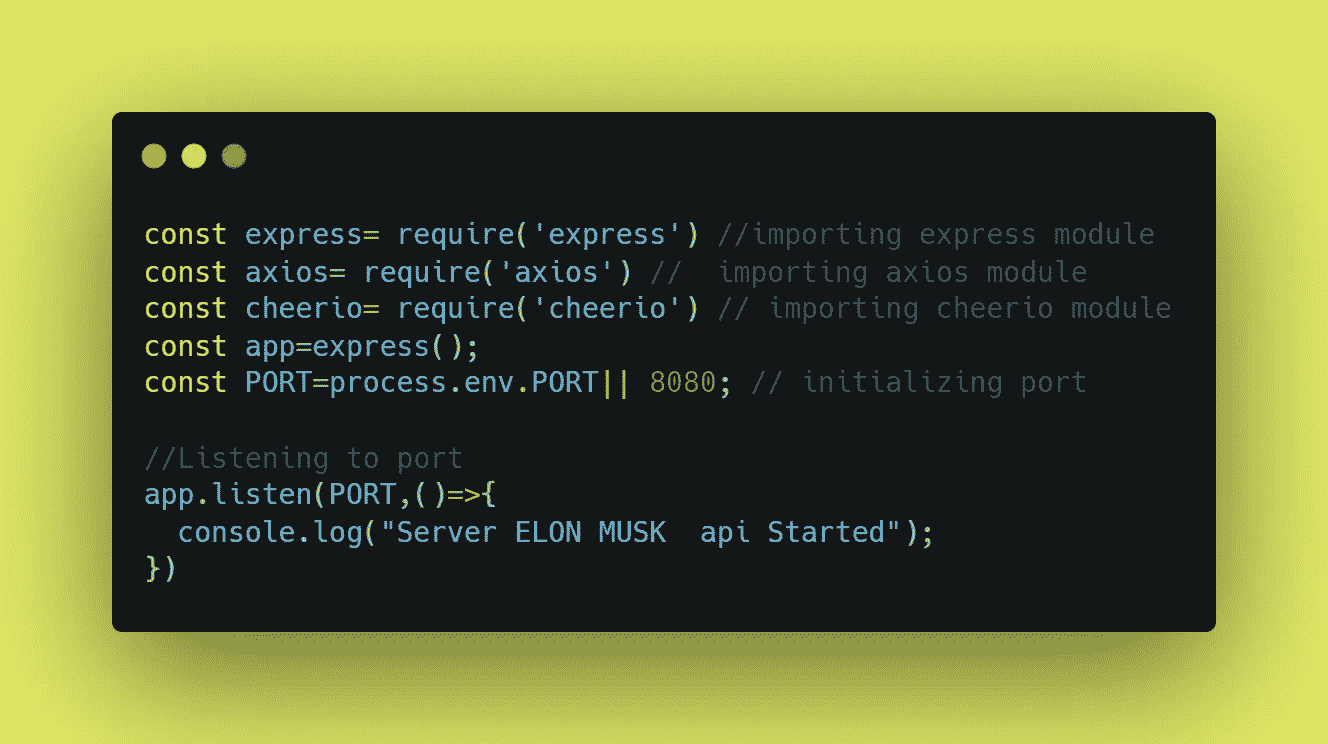 const express= require('express') //importing express module
const axios= require('axios') //  importing axios module
const cheerio= require('cheerio') // importing cheerio module
const app=express();
const PORT=process.env.PORT|| 8080; // initializing port

//Listening to port
app.listen(PORT,()=>{
  console.log("Server ELON MUSK  api Started");
})